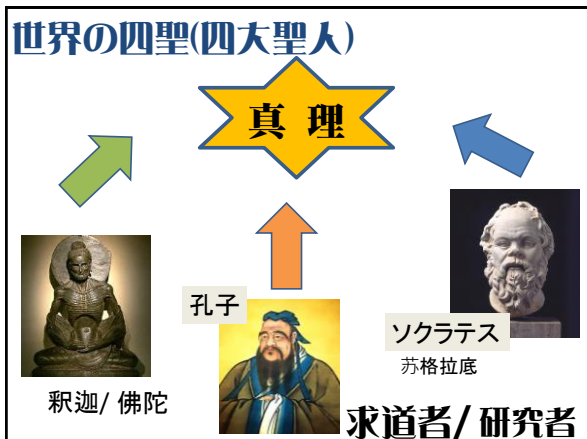 世界の四聖(四大聖人)
真 理
孔子
ソクラテス
苏格拉底
釈迦/ 佛陀
求道者/ 研究者